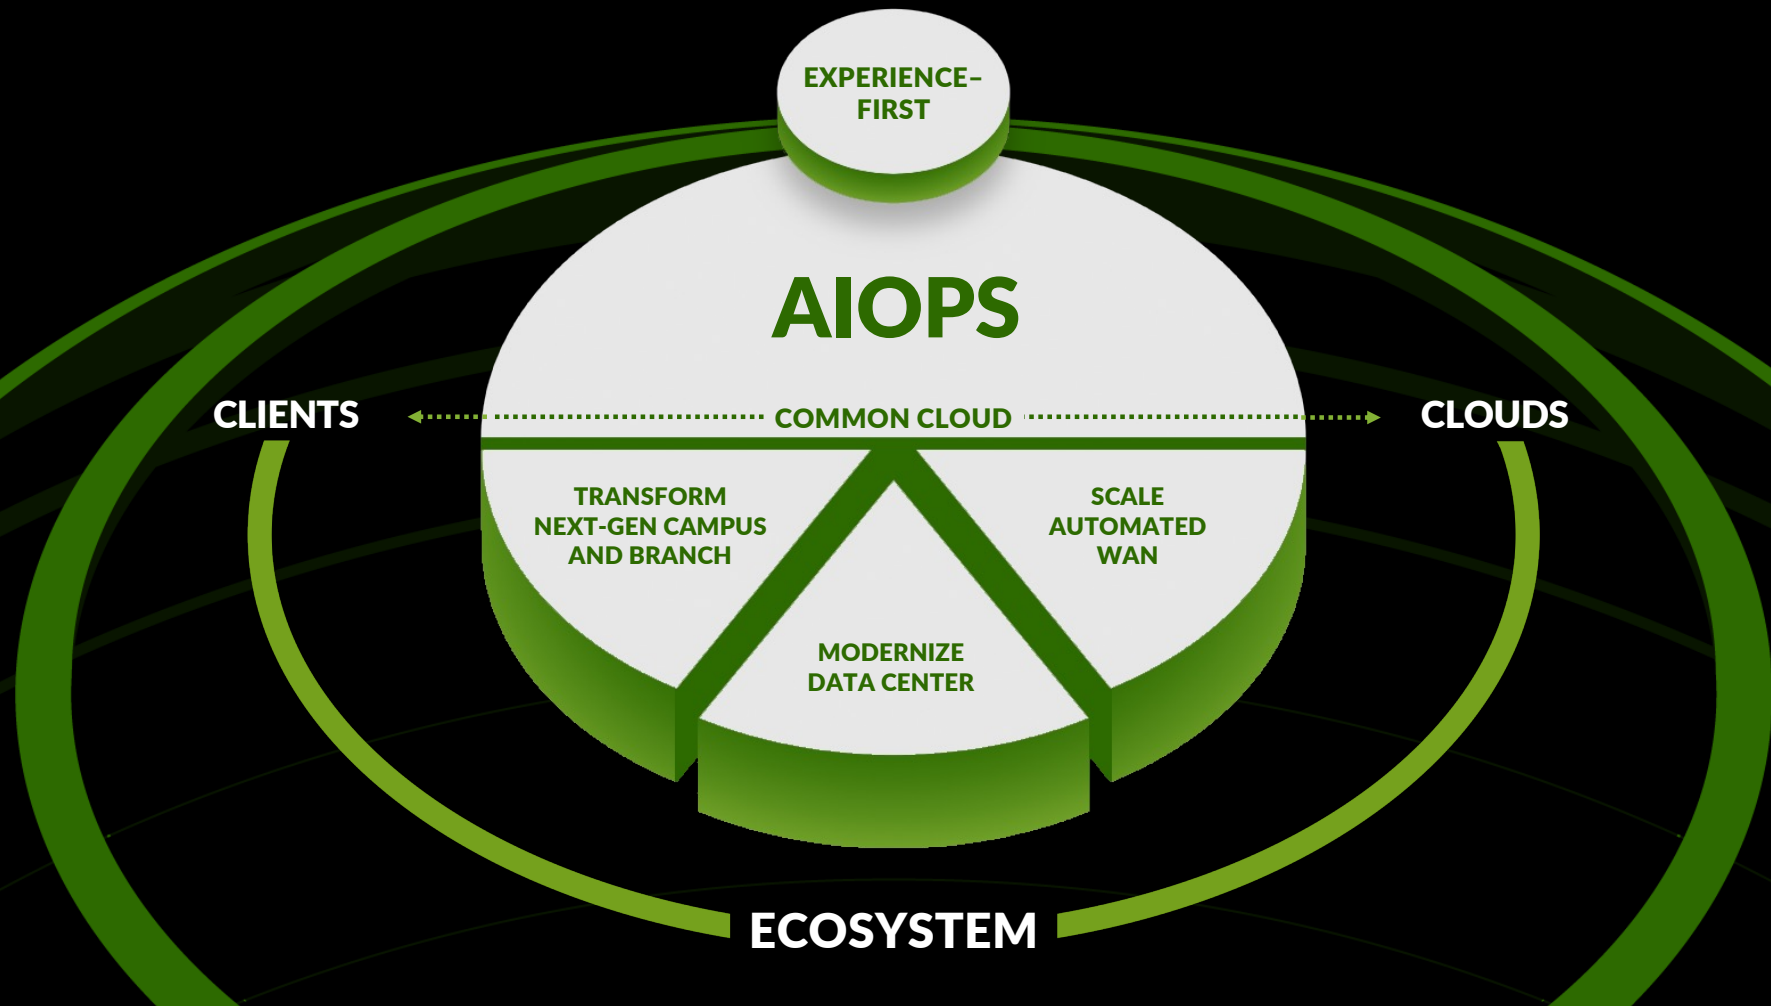 EXPERIENCE–
FIRST
AIOPS
CLIENTS
COMMON CLOUD
CLOUDS
TRANSFORM
NEXT-GEN CAMPUS
AND BRANCH
SCALE
AUTOMATED
WAN
MODERNIZE
DATA CENTER
ECOSYSTEM